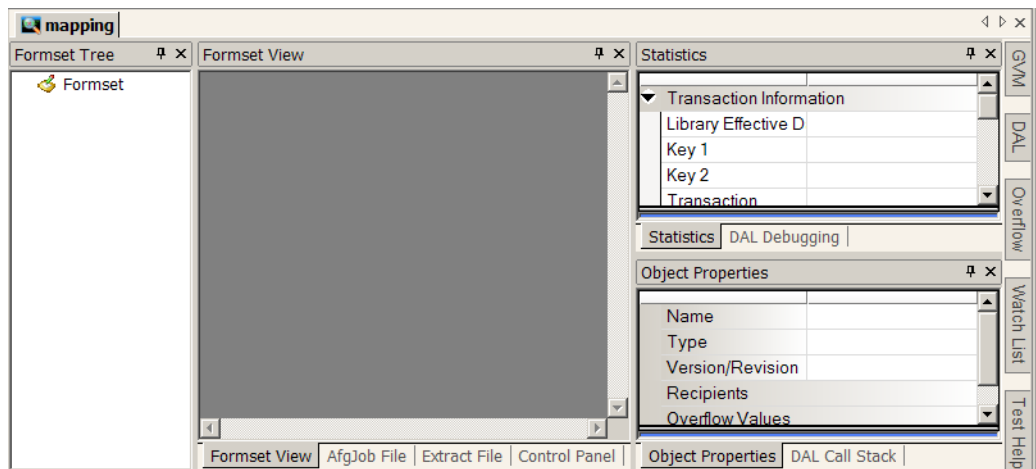 mapping
Formset Tree
Formset
Formset View
Formset View AfgJob File Extract File Control Panel
Statistics
Transaction Information
Library Effective D
Key 1
Key 2
Transaction
Statistics DAL Debugging
Object Properties
Name
Type
Version/Revision
Recipients
Overflow Values
Object Properties DAL Call Stack
GVM
DAL
Overflow
Watch List
Test Help